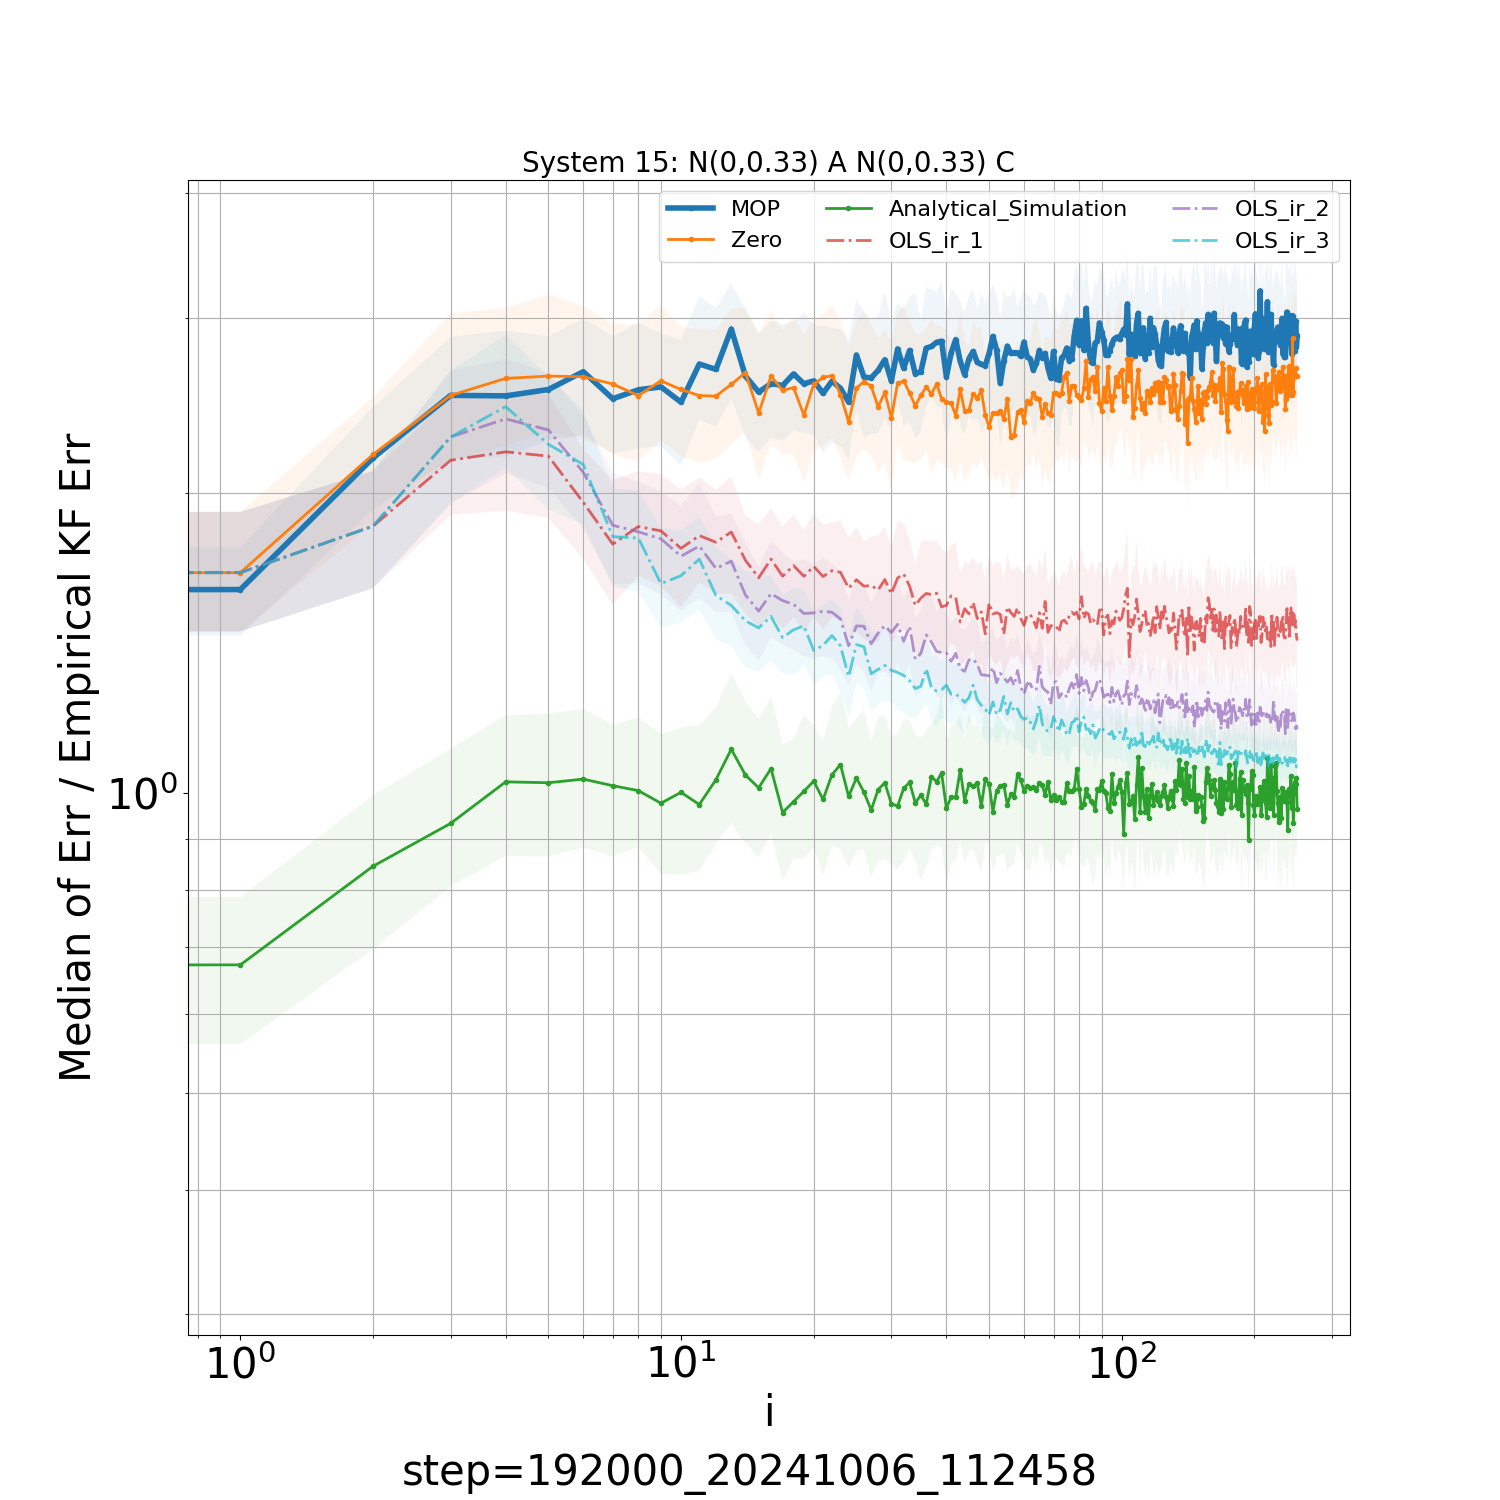 System 15: N(0,0.33) A N(0,0.33) C
MOP
Zero
Analytical_Simulation
OLS_ir_1
OLS_ir_2
OLS_ir_3
Median of Err / Empirical KF Err
10⁰
10⁰ 10¹ 10²
i
step=192000_20241006_112458